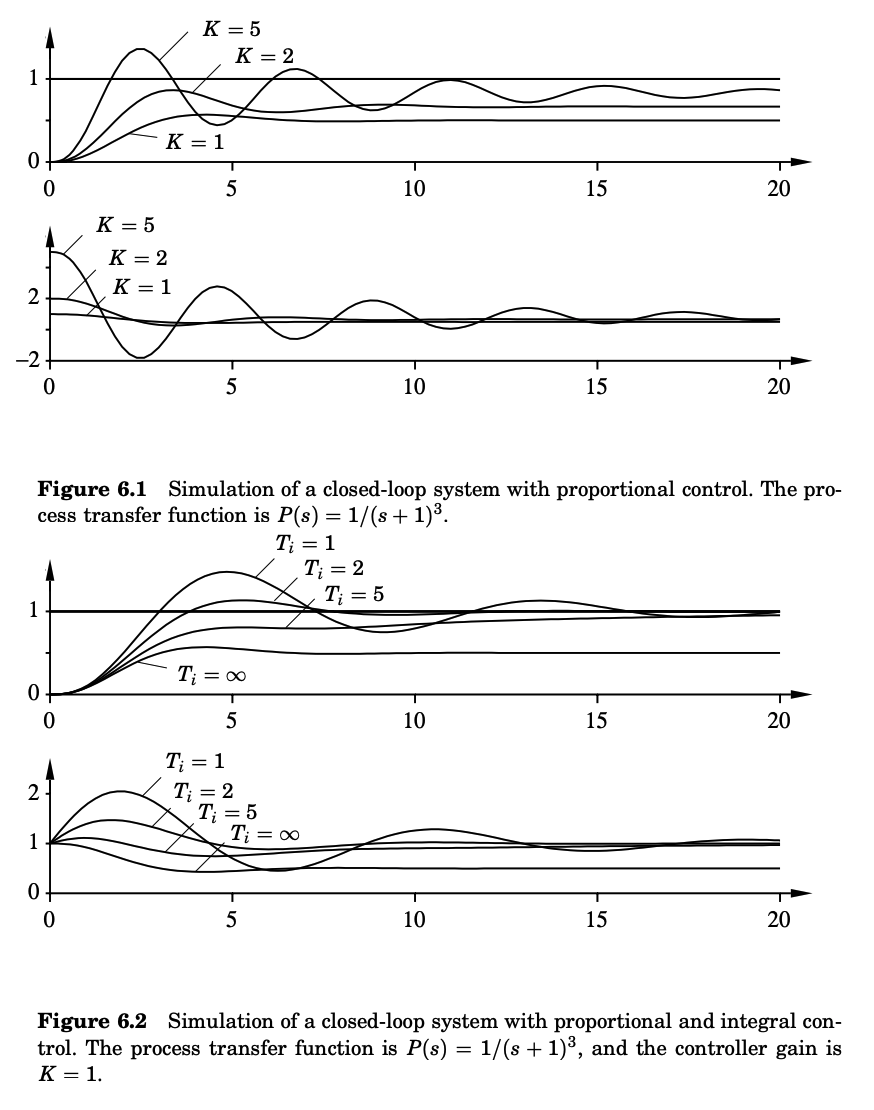 K = 5
K = 2
1
K = 1
0
0 5 10 15 20
K = 5
K = 2
K = 1
2
−2
0 5 10 15 20
Figure 6.1 Simulation of a closed-loop system with proportional control. The pro-
cess transfer function is P(s) = 1/(s + 1)³.
Tᵢ = 1
Tᵢ = 2
Tᵢ = 5
1
Tᵢ = ∞
0
0 5 10 15 20
Tᵢ = 1
2
Tᵢ = 2
Tᵢ = 5
Tᵢ = ∞
1
0
0 5 10 15 20
Figure 6.2 Simulation of a closed-loop system with proportional and integral con-
trol. The process transfer function is P(s) = 1/(s + 1)³, and the controller gain is
K = 1.